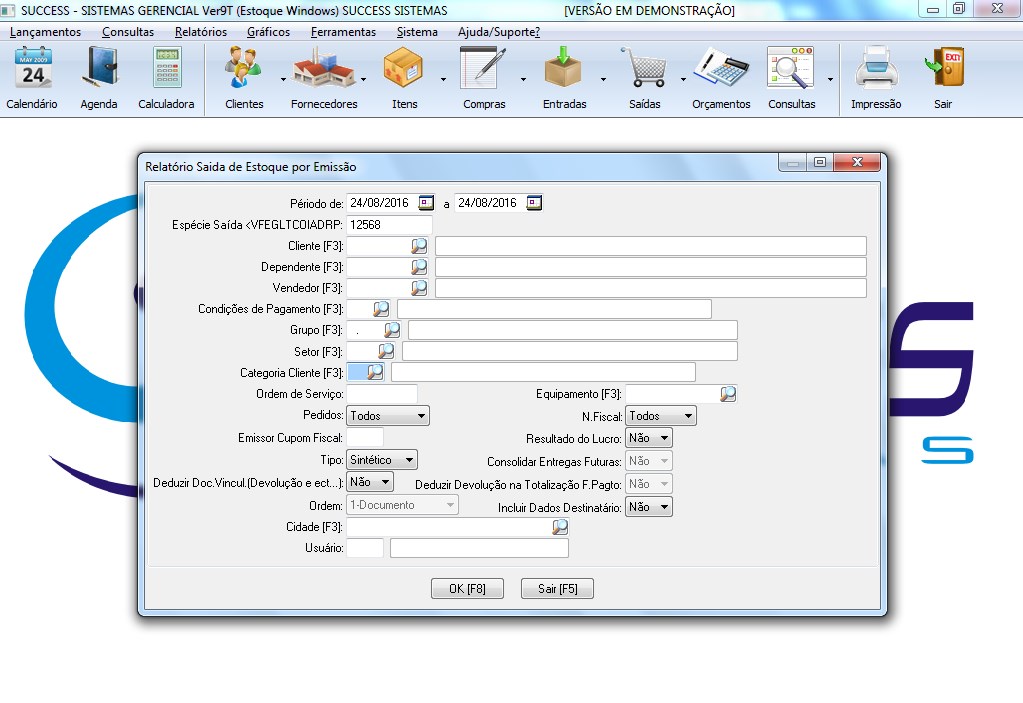 SUCCESS - SISTEMAS GERENCIAL Ver9T (Estoque Windows) SUCCESS SISTEMAS [VERSÃO EM DEMONSTRAÇÃO]
Lançamentos Consultas Relatórios Gráficos Ferramentas Sistema Ajuda/Suporte?
MAY 2009
24
EXIT
Calendário Agenda Calculadora Clientes Fornecedores Itens Compras Entradas Saídas Orçamentos Consultas Impressão Sair
Relatório Saida de Estoque por Emissão
Período de: 24/08/2016 a 24/08/2016
Espécie Saída <VFEGLTCOIADRP: 12568
Cliente [F3]:
Dependente [F3]:
Vendedor [F3]:
Condições de Pagamento [F3]:
Grupo [F3]: .
Setor [F3]:
Categoria Cliente [F3]:
Ordem de Serviço: Equipamento [F3]:
Pedidos: Todos N.Fiscal: Todos
Emissor Cupom Fiscal: Resultado do Lucro: Não
Tipo: Sintético Consolidar Entregas Futuras: Não
Deduzir Doc.Vincul.(Devolução e ect...): Não Deduzir Devolução na Totalização F.Pagto: Não
Ordem: 1-Documento Incluir Dados Destinatário: Não
Cidade [F3]:
Usuário:
OK [F8] Sair [F5]
S
S